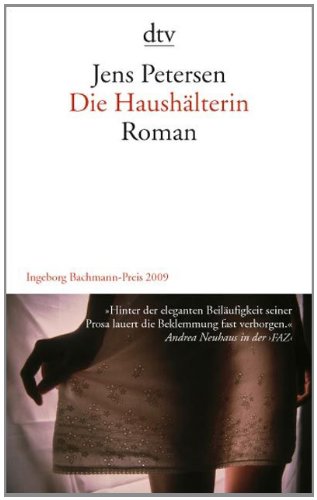 dtv
Jens Petersen
Die Haushälterin
Roman
Ingeborg Bachmann-Preis 2009
»Hinter der eleganten Beiläufigkeit seiner
Prosa lauert die Beklemmung fast verborgen.«
Andrea Neuhaus in der ›FAZ‹